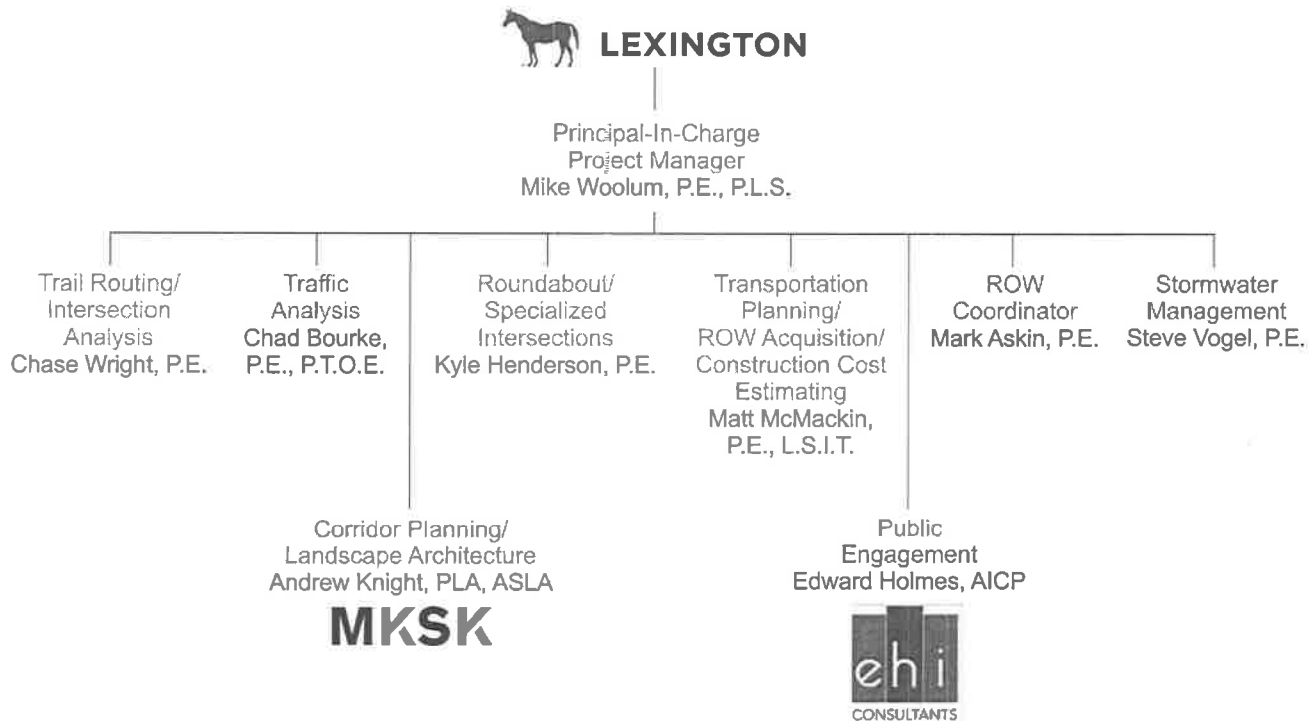 LEXINGTON
Principal-In-Charge
Project Manager
Mike Woolum, P.E., P.L.S.
Trail Routing/
Intersection
Analysis
Chase Wright, P.E.
Traffic
Analysis
Chad Bourke,
P.E., P.T.O.E.
Roundabout/
Specialized
Intersections
Kyle Henderson, P.E.
Transportation
Planning/
ROW Acquisition/
Construction Cost
Estimating
Matt McMackin,
P.E., L.S.I.T.
ROW
Coordinator
Mark Askin, P.E.
Stormwater
Management
Steve Vogel, P.E.
Corridor Planning/
Landscape Architecture
Andrew Knight, PLA, ASLA
MKSK
Public
Engagement
Edward Holmes, AICP
ehi
CONSULTANTS